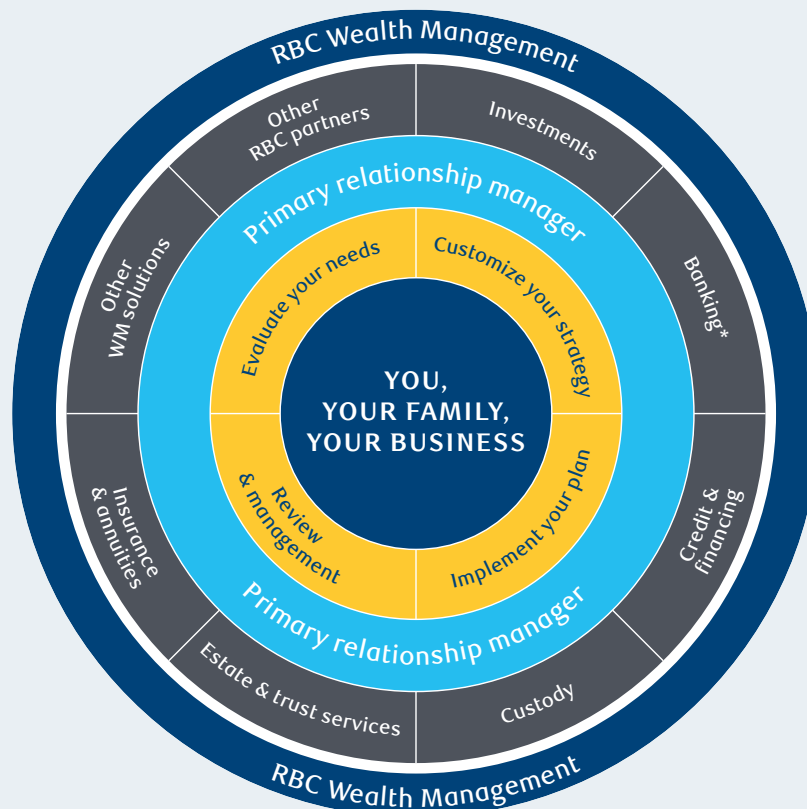 RBC Wealth Management
Other
RBC partners
Investments
Banking*
Credit &
financing
Custody
Estate & trust services
Insurance
& annuities
Other
WM solutions
Primary relationship manager
Evaluate your needs
Customize your strategy
Implement your plan
Review
& management
YOU,
YOUR FAMILY,
YOUR BUSINESS
Primary relationship manager
RBC Wealth Management